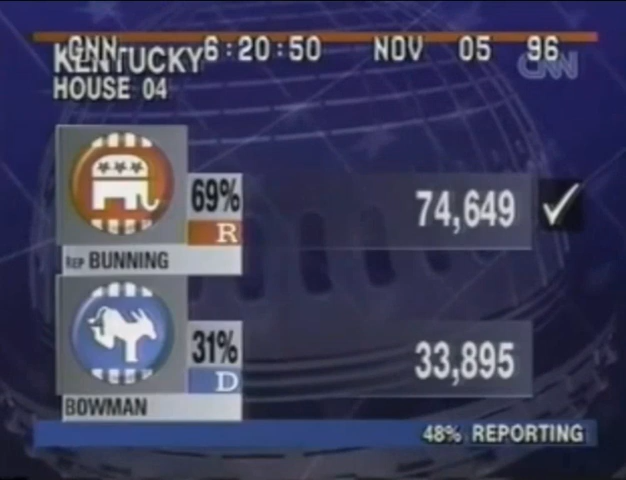 CNN 6:20:50 NOV 05 96
KENTUCKY
CNN
HOUSE 04
69%
R
74,649
REP BUNNING
31%
D
33,895
BOWMAN
48% REPORTING